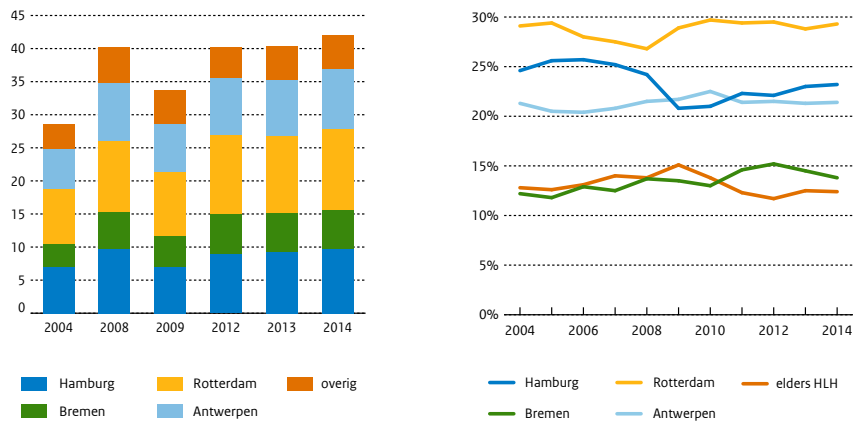 45
40
35
30
25
20
15
10
5
0
2004 2008 2009 2012 2013 2014
Hamburg Rotterdam overig
Bremen Antwerpen
30%
25%
20%
15%
10%
5%
0%
2004 2006 2008 2010 2012 2014
Hamburg Rotterdam elders HLH
Bremen Antwerpen